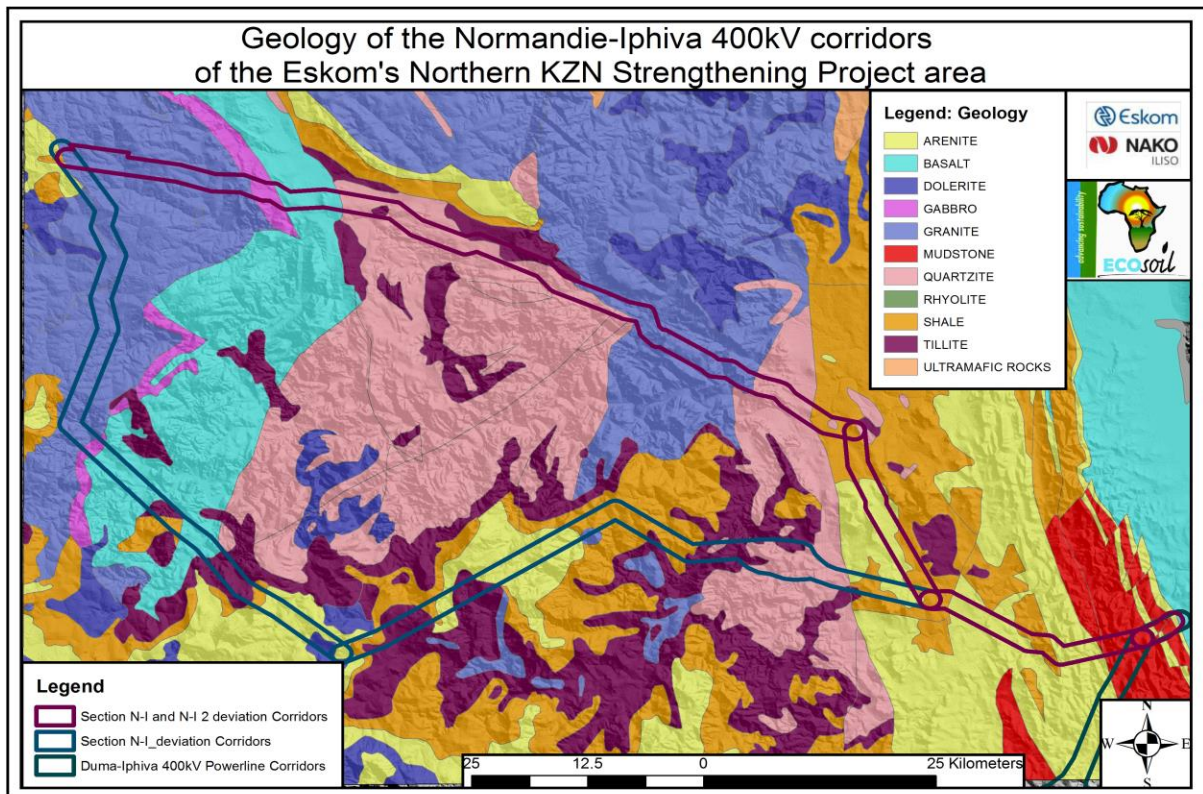 Geology of the Normandie-Iphiva 400kV corridors
of the Eskom's Northern KZN Strengthening Project area
Legend: Geology
ARENITE
BASALT
DOLERITE
GABBRO
GRANITE
MUDSTONE
QUARTZITE
RHYOLITE
SHALE
TILLITE
ULTRAMAFIC ROCKS
Eskom
NAKO
ILISO
advancing sustainability
ECOsoil
Legend
Section N-I and N-I 2 deviation Corridors
Section N-I_deviation Corridors
Duma-Iphiva 400kV Powerline Corridors
25 12.5 0 25 Kilometers
N
W E
S